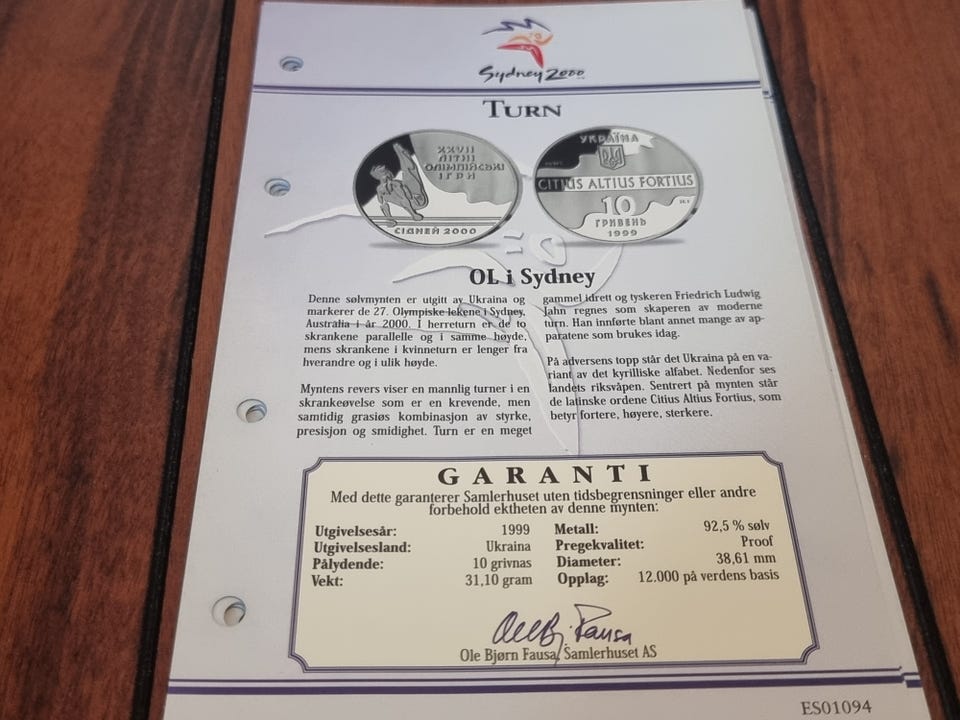 Sydney 2000
TURN
XXVII
ЛІТНІ
ОЛІМПІЙСЬКІ
ІГРИ
СІДНЕЙ 2000
УКРАЇНА
CITIUS ALTIUS FORTIUS
10
ГРИВЕНЬ
1999
OL i Sydney
Denne sølvmynten er utgitt av Ukraina og
markerer de 27. Olympiske lekene i Sydney,
Australia i år 2000. I herreturn er de to
skrankene parallelle og i samme høyde,
mens skrankene i kvinneturn er lenger fra
hverandre og i ulik høyde.
Myntens revers viser en mannlig turner i en
skrankeøvelse som er en krevende, men
samtidig grasiøs kombinasjon av styrke,
presisjon og smidighet. Turn er en meget
gammel idrett og tyskeren Friedrich Ludwig
Jahn regnes som skaperen av moderne
turn. Han innførte blant annet mange av ap-
paratene som brukes idag.
På adversens topp står det Ukraina på en va-
riant av det kyrilliske alfabet. Nedenfor ses
landets riksvåpen. Sentrert på mynten står
de latinske ordene Citius Altius Fortius, som
betyr fortere, høyere, sterkere.
GARANTI
Med dette garanterer Samlerhuset uten tidsbegrensninger eller andre
forbehold ektheten av denne mynten:
Utgivelsesår: 1999
Utgivelsesland: Ukraina
Pålydende: 10 grivnas
Vekt: 31,10 gram
Metall: 92,5 % sølv
Pregekvalitet: Proof
Diameter: 38,61 mm
Opplag: 12.000 på verdens basis
Ole Bj. Fausa
Ole Bjørn Fausa, Samlerhuset AS
ES01094